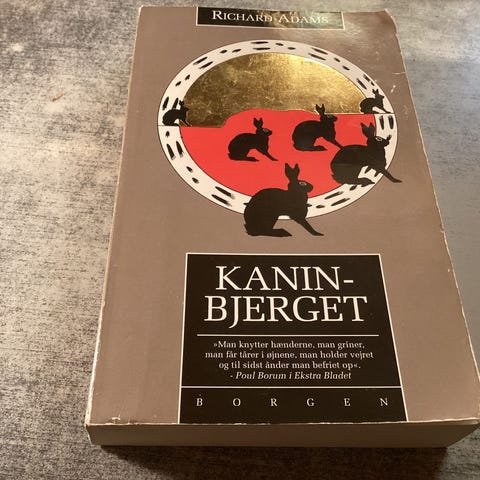 RICHARD ADAMS
KANIN-
BJERGET
»Man knytter hænderne, man griner,
man får tårer i øjnene, man holder vejret
og til sidst ånder man befriet op«.
- Poul Borum i Ekstra Bladet
BORGEN